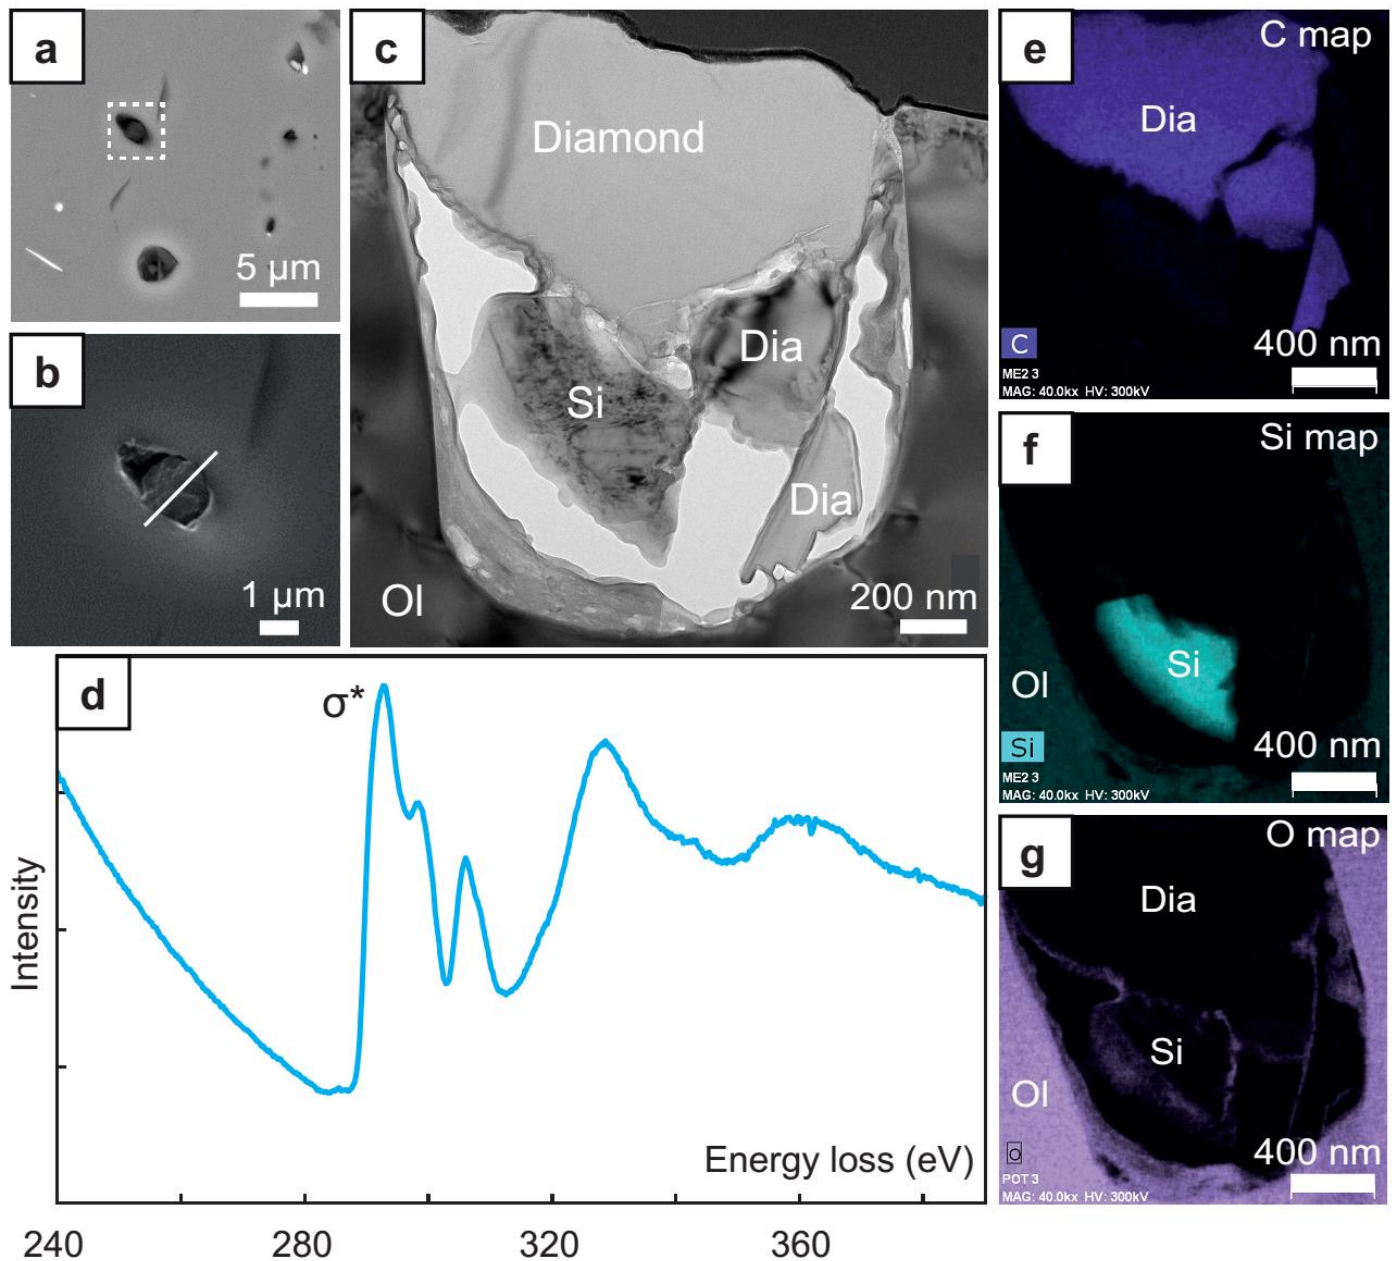 a
5 µm
b
1 µm
c
Diamond
Dia
Si
Dia
Ol
200 nm
d
σ*
Intensity
Energy loss (eV)
240
280
320
360
e
C map
Dia
C
400 nm
ME2 3
MAG: 40.0kx HV: 300kV
f
Si map
Si
Ol
Si
400 nm
ME2 3
MAG: 40.0kx HV: 300kV
g
O map
Dia
Si
Ol
O
400 nm
POT 3
MAG: 40.0kx HV: 300kV